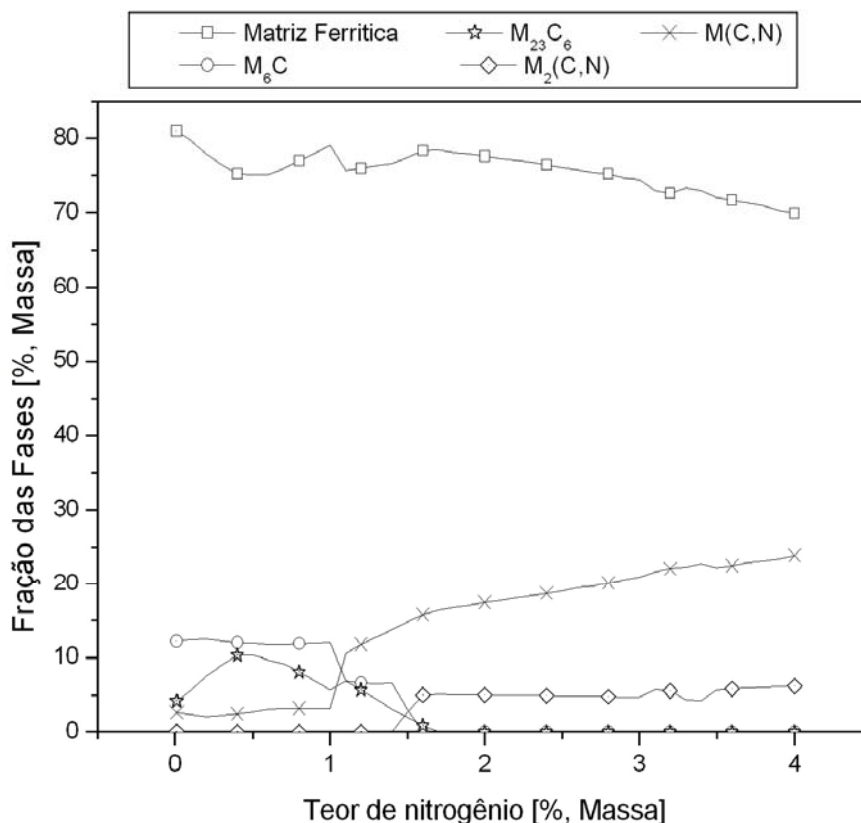 Matriz Ferritica M₂₃C₆ M(C,N)
M₆C M₂(C,N)
Fração das Fases [%, Massa]
80
70
60
50
40
30
20
10
0
0 1 2 3 4
Teor de nitrogênio [%, Massa]